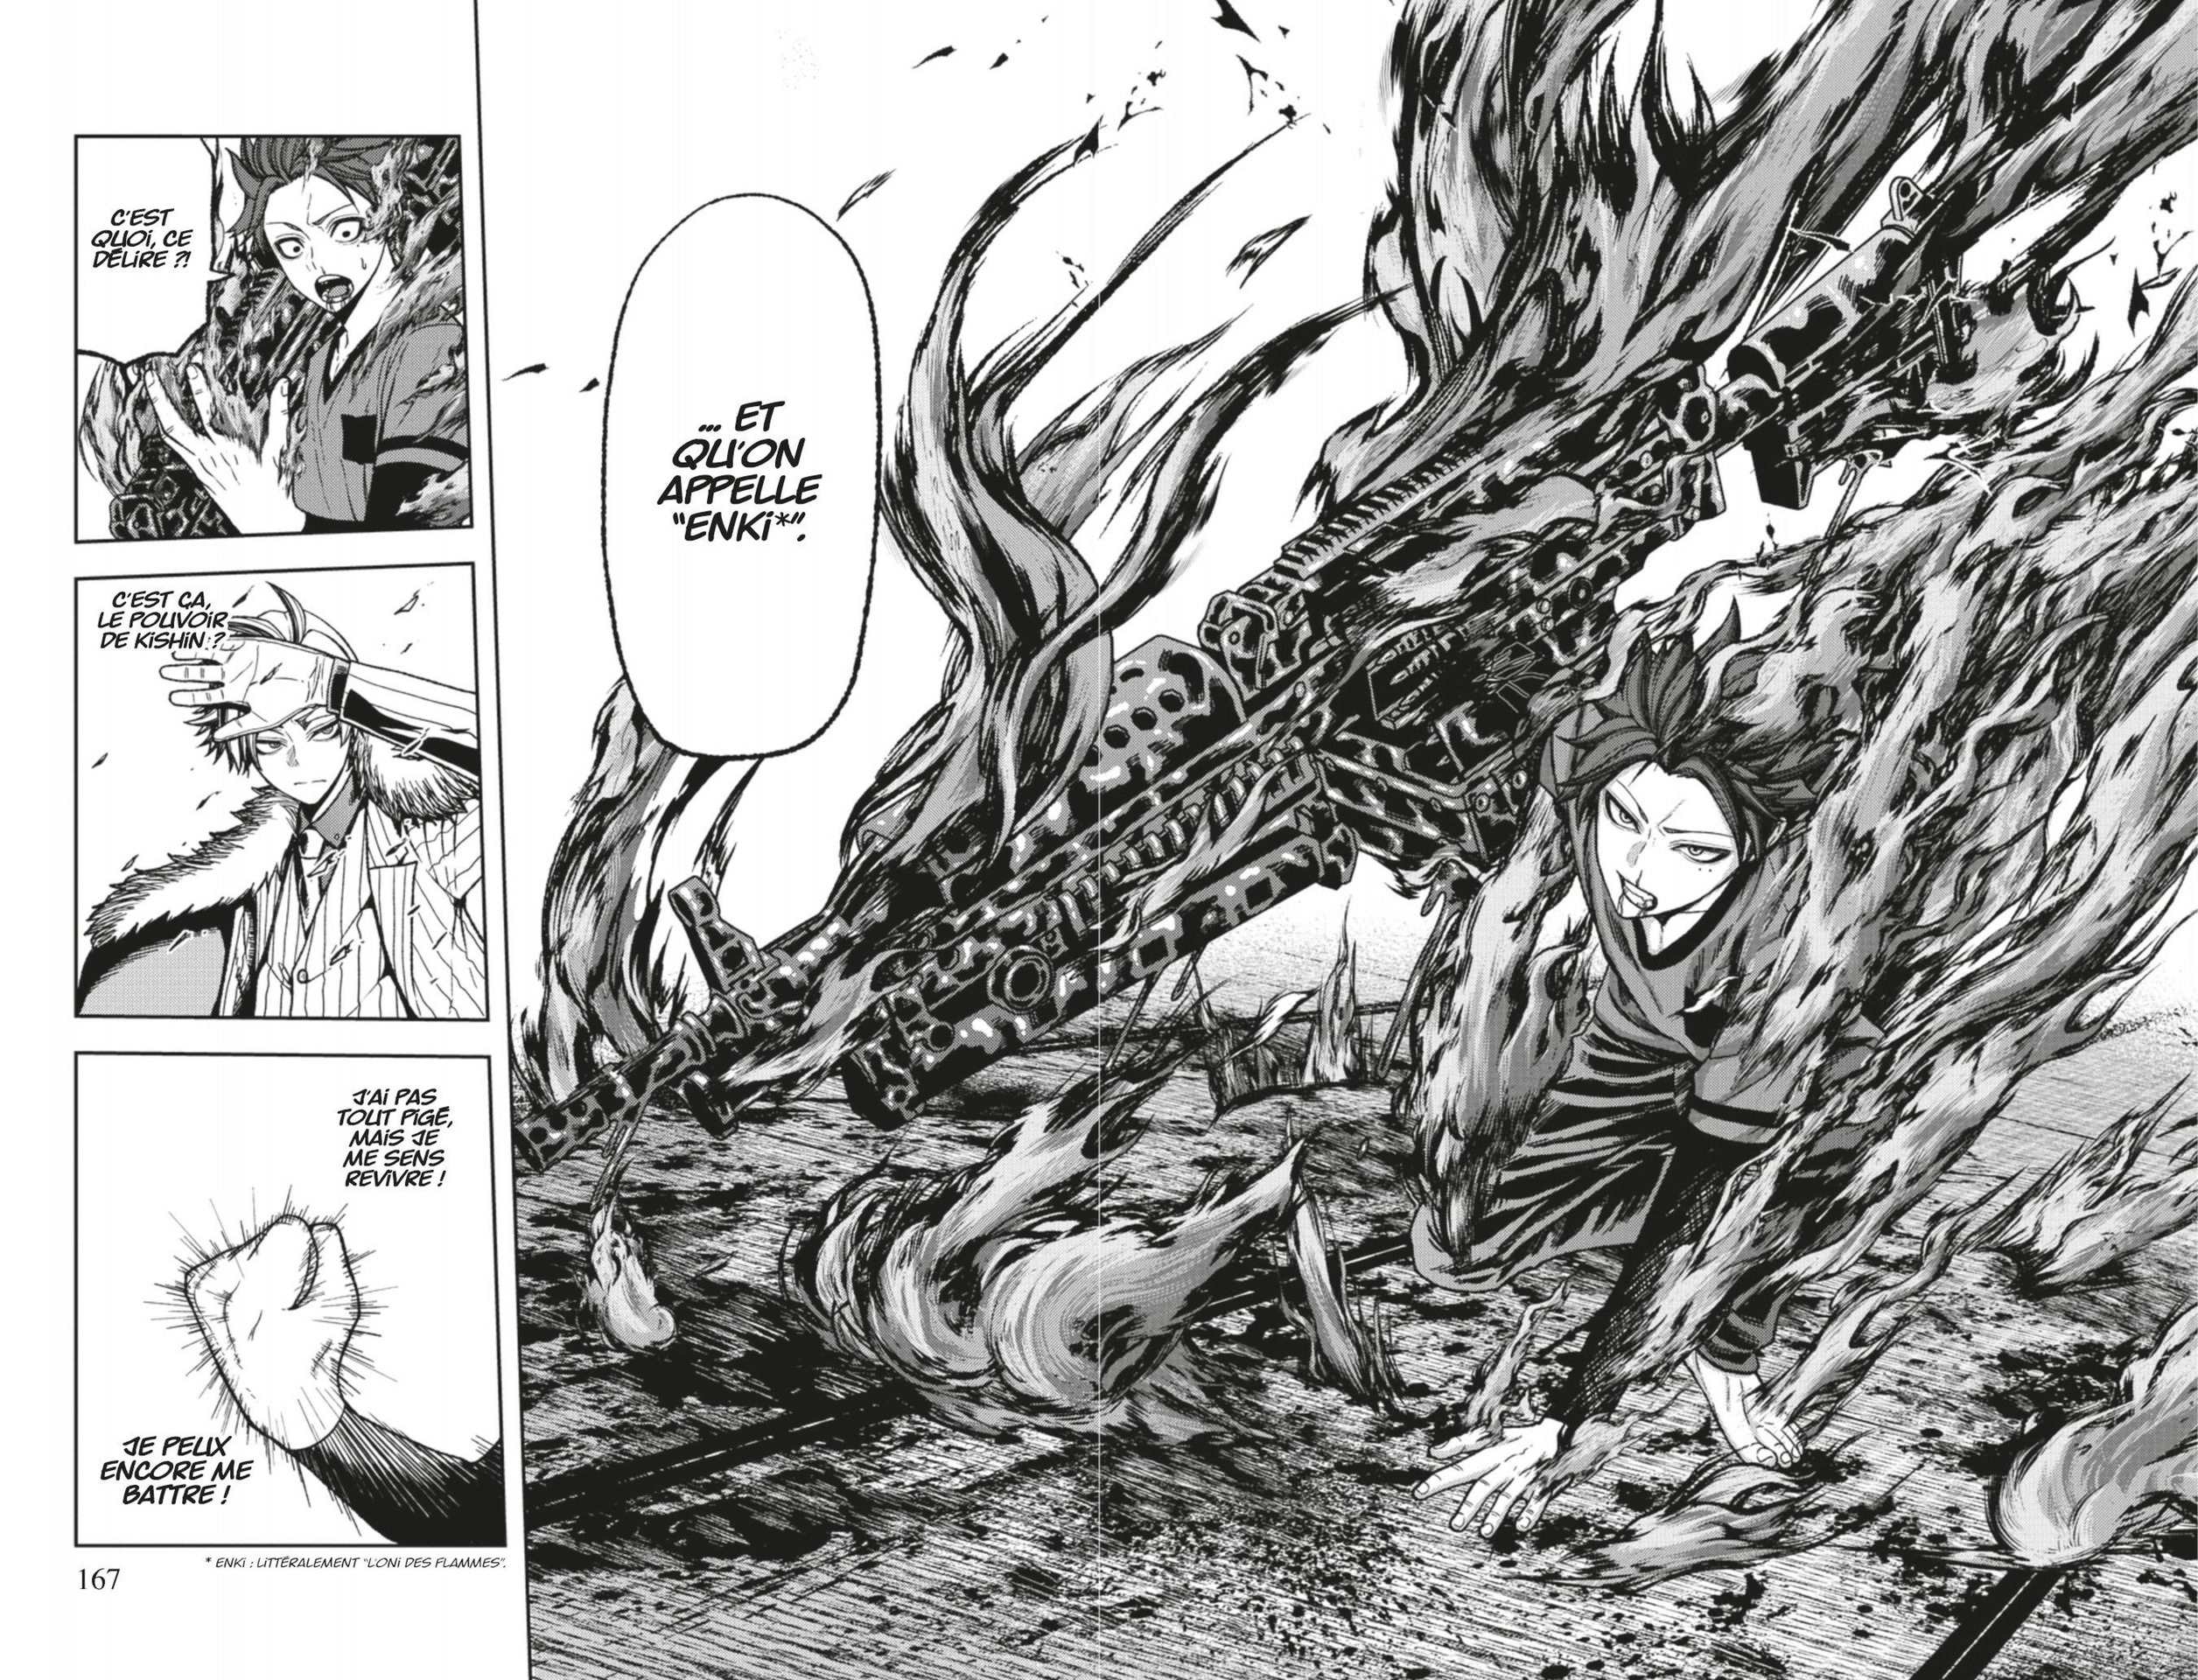 ... ET
QU'ON
APPELLE
"ENKi*".
C'EST
QUOi, CE
DÉLiRE ?!
C'EST ÇA,
LE POUVOiR
DE KiSHiN ?
J'Ai PAS
TOUT PiGÉ,
MAiS JE
ME SENS
REViVRE !
JE PEUX
ENCORE ME
BATTRE !
* ENKi : LiTTÉRALEMENT "L'ONi DES FLAMMES".
167